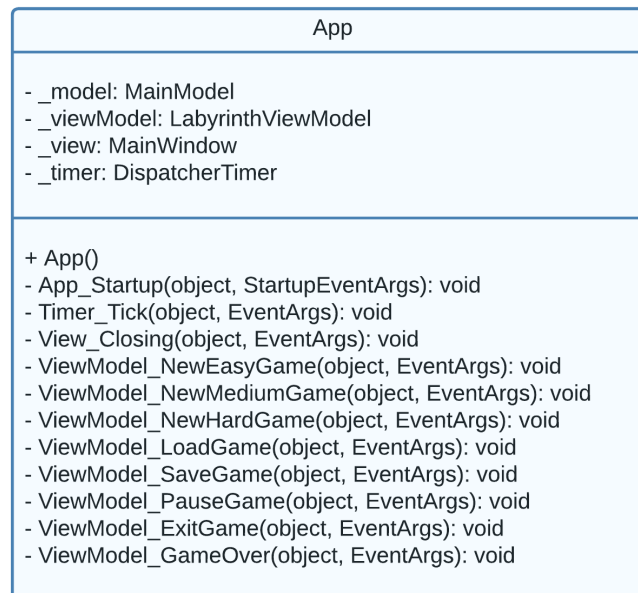 App
- _model: MainModel
- _viewModel: LabyrinthViewModel
- _view: MainWindow
- _timer: DispatcherTimer
+ App()
- App_Startup(object, StartupEventArgs): void
- Timer_Tick(object, EventArgs): void
- View_Closing(object, EventArgs): void
- ViewModel_NewEasyGame(object, EventArgs): void
- ViewModel_NewMediumGame(object, EventArgs): void
- ViewModel_NewHardGame(object, EventArgs): void
- ViewModel_LoadGame(object, EventArgs): void
- ViewModel_SaveGame(object, EventArgs): void
- ViewModel_PauseGame(object, EventArgs): void
- ViewModel_ExitGame(object, EventArgs): void
- ViewModel_GameOver(object, EventArgs): void